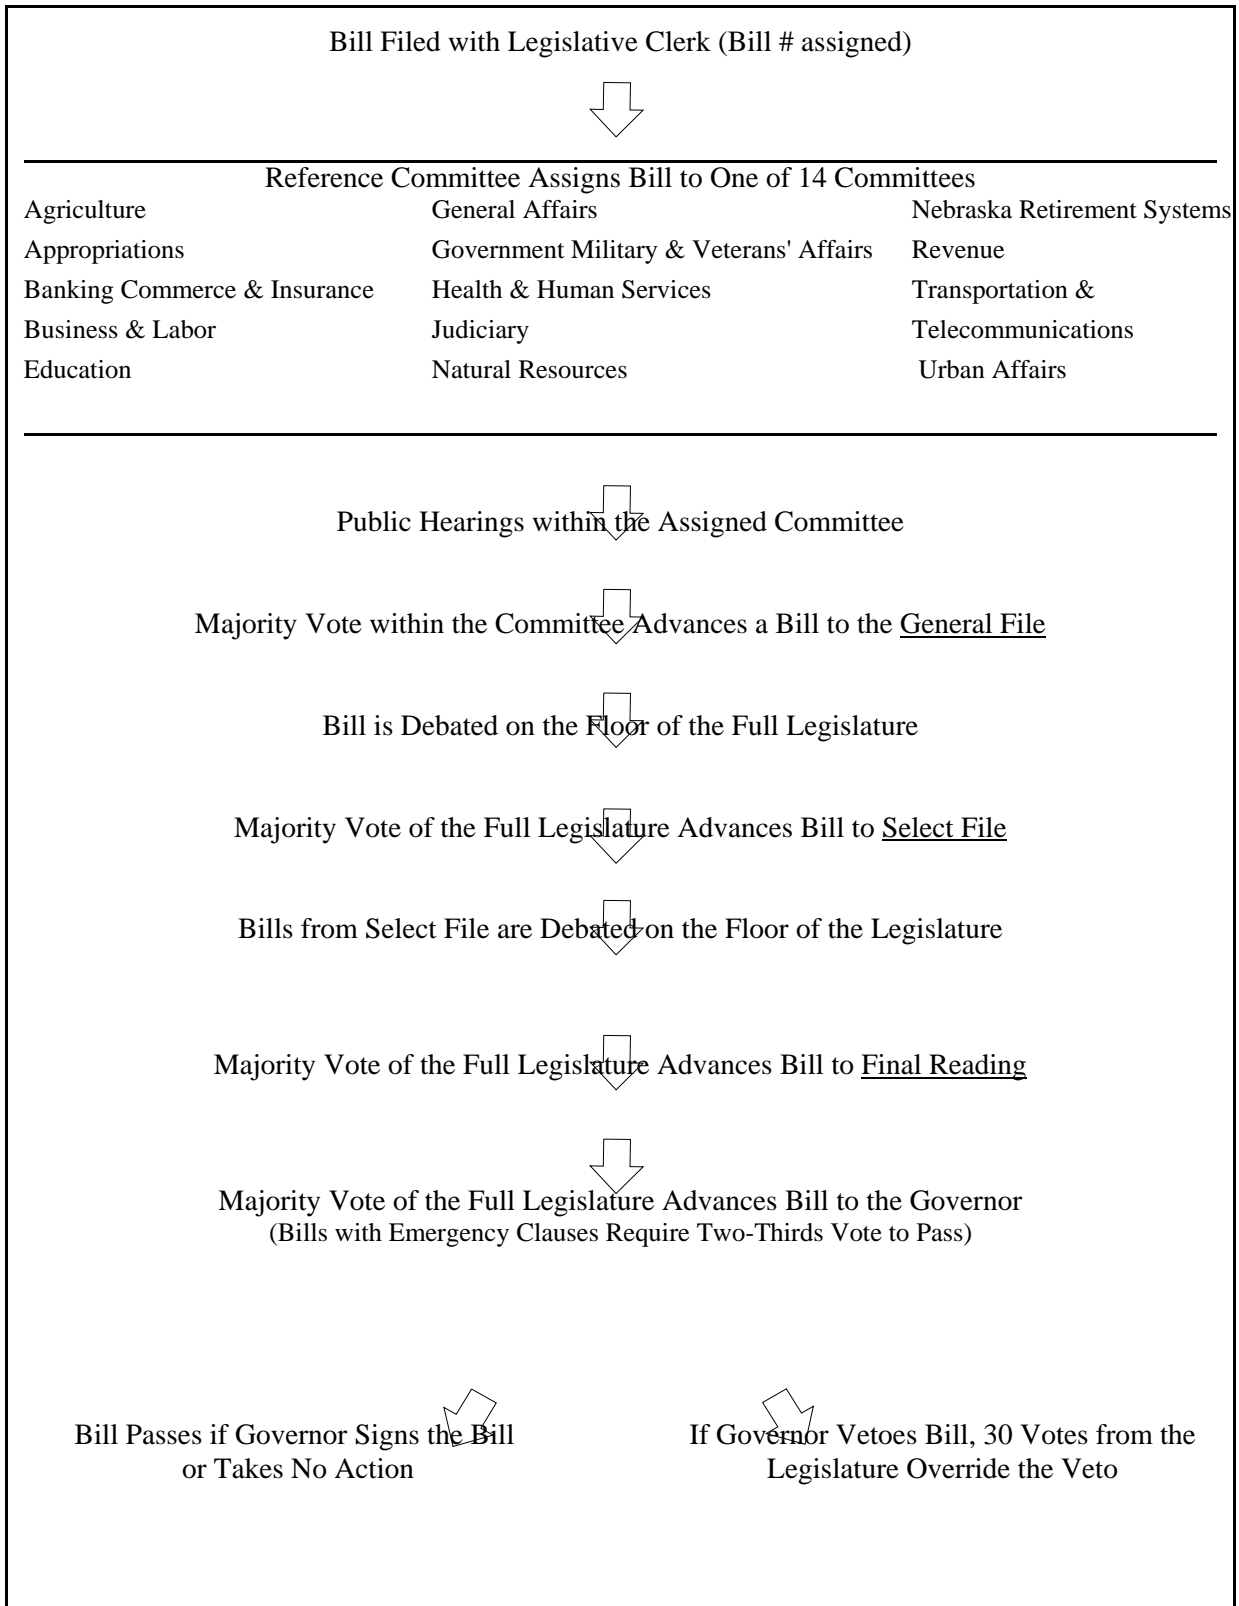 Bill Filed with Legislative Clerk (Bill # assigned)
Reference Committee Assigns Bill to One of 14 Committees
Agriculture
Appropriations
Banking Commerce & Insurance
Business & Labor
Education
General Affairs
Government Military & Veterans' Affairs
Health & Human Services
Judiciary
Natural Resources
Nebraska Retirement Systems
Revenue
Transportation &
Telecommunications
Urban Affairs
Public Hearings within the Assigned Committee
Majority Vote within the Committee Advances a Bill to the General File
Bill is Debated on the Floor of the Full Legislature
Majority Vote of the Full Legislature Advances Bill to Select File
Bills from Select File are Debated on the Floor of the Legislature
Majority Vote of the Full Legislature Advances Bill to Final Reading
Majority Vote of the Full Legislature Advances Bill to the Governor
(Bills with Emergency Clauses Require Two-Thirds Vote to Pass)
Bill Passes if Governor Signs the Bill
or Takes No Action
If Governor Vetoes Bill, 30 Votes from the
Legislature Override the Veto